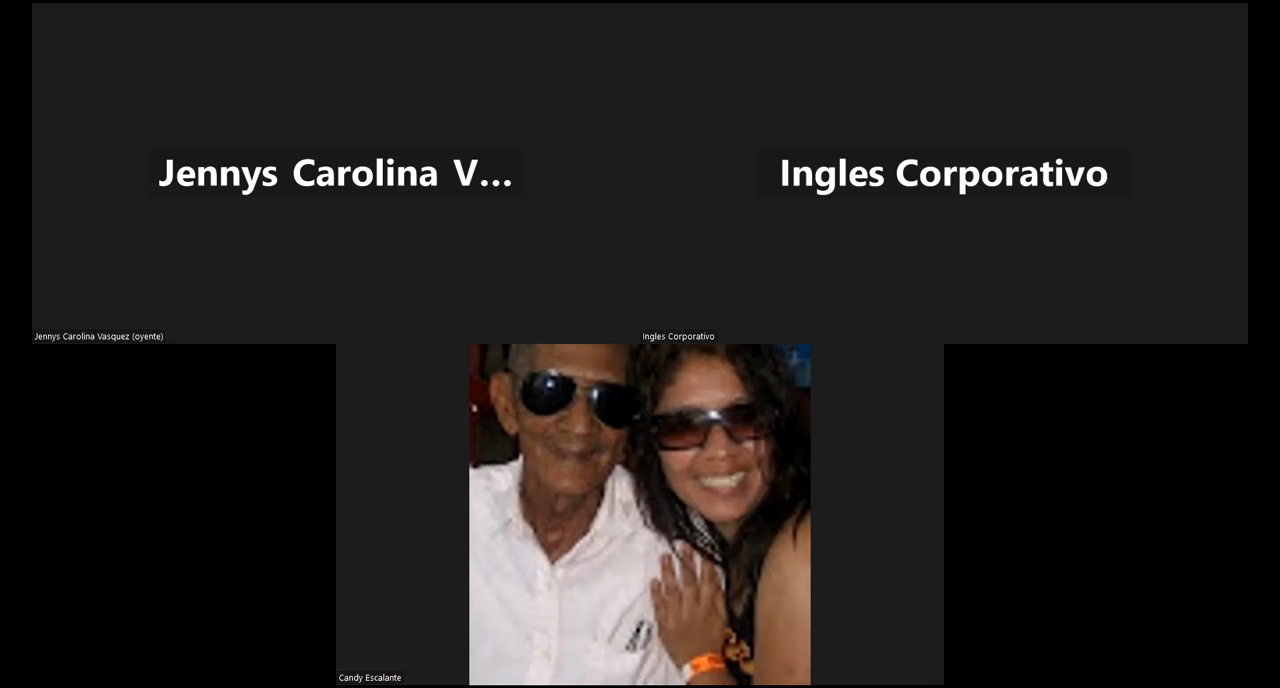 Jennys Carolina V...
Ingles Corporativo
Jennys Carolina Vasquez (oyente)
Ingles Corporativo
Candy Escalante